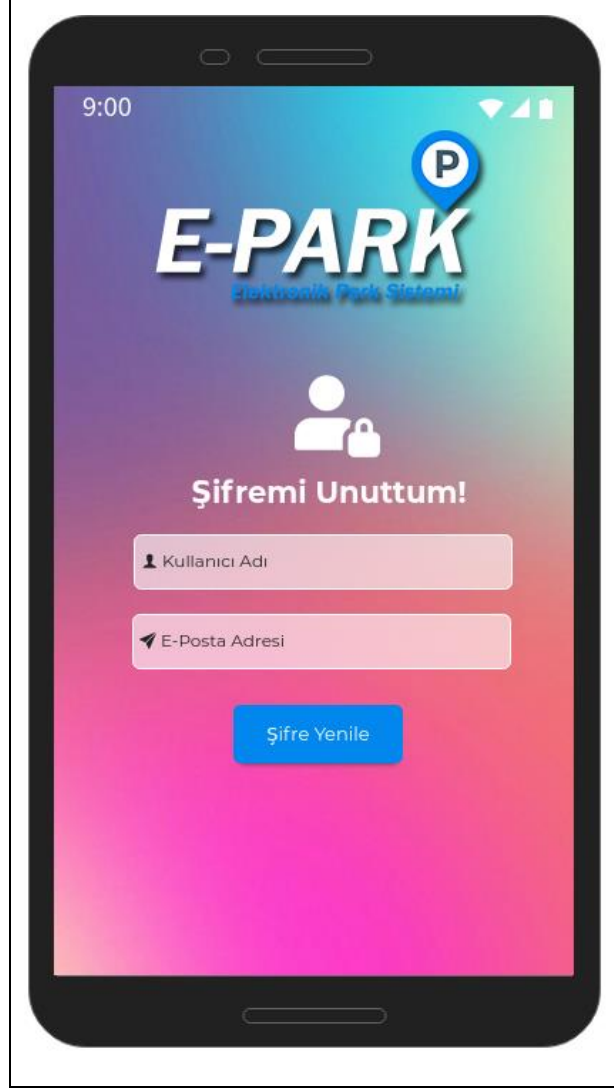 9:00
P
E-PARK
Elektronik Park Sistemi
Şifremi Unuttum!
Kullanıcı Adı
E-Posta Adresi
Şifre Yenile